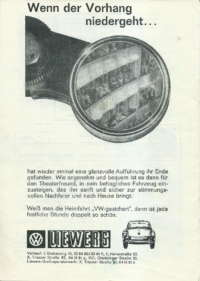 Wenn der Vorhang
niedergeht...
hat wieder einmal eine glanzvolle Aufführung ihr Ende
gefunden. Wie angenehm und bequem ist es dann für
den Theaterfreund, in sein behagliches Fahrzeug ein-
zusteigen, das ihn sanft und sicher zur stimmungs-
vollen Nachfeier und nach Hause bringt.
Weiß man die Heimfahrt „VW-gesichert", dann ist jede
festliche Stunde doppelt so schön.
VW LIEWERS